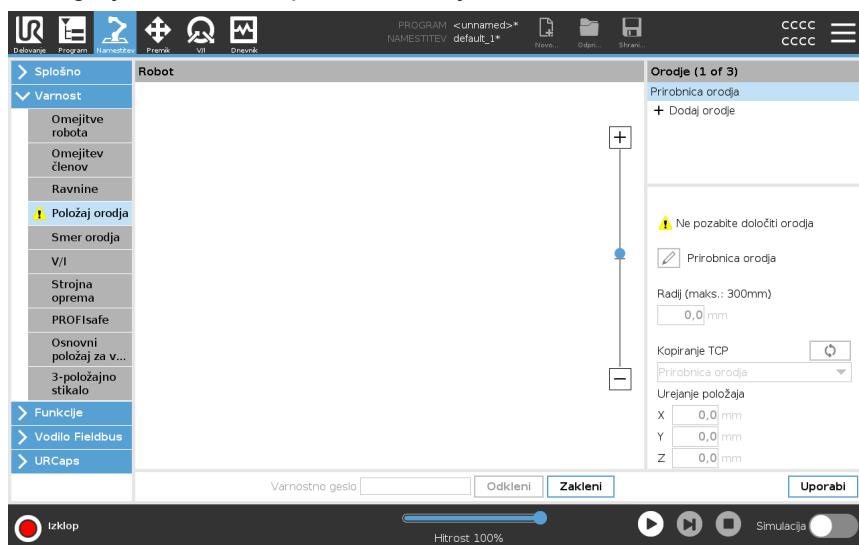 PROGRAM <unnamed>*
NAMESTITEV default_1*
Delovanje
Program
Namestitev
Premik
V/I
Dnevnik
Novo...
Odpri...
Shrani...
CCCC
CCCC
Splošno
Varnost
Omejitve
robota
Omejitev
členov
Ravnine
Položaj orodja
Smer orodja
V/I
Strojna
oprema
PROFIsafe
Osnovni
položaj za v...
3-položajno
stikalo
Funkcije
Vodilo Fieldbus
URCaps
Robot
Orodje (1 of 3)
Prirobnica orodja
+ Dodaj orodje
Ne pozabite določiti orodja
Prirobnica orodja
Radij (maks.: 300mm)
0,0 mm
Kopiranje TCP
Prirobnica orodja
Urejanje položaja
X 0,0 mm
Y 0,0 mm
Z 0,0 mm
Varnostno geslo
Odkleni
Zakleni
Uporabi
Izklop
Hitrost 100%
Simulacija